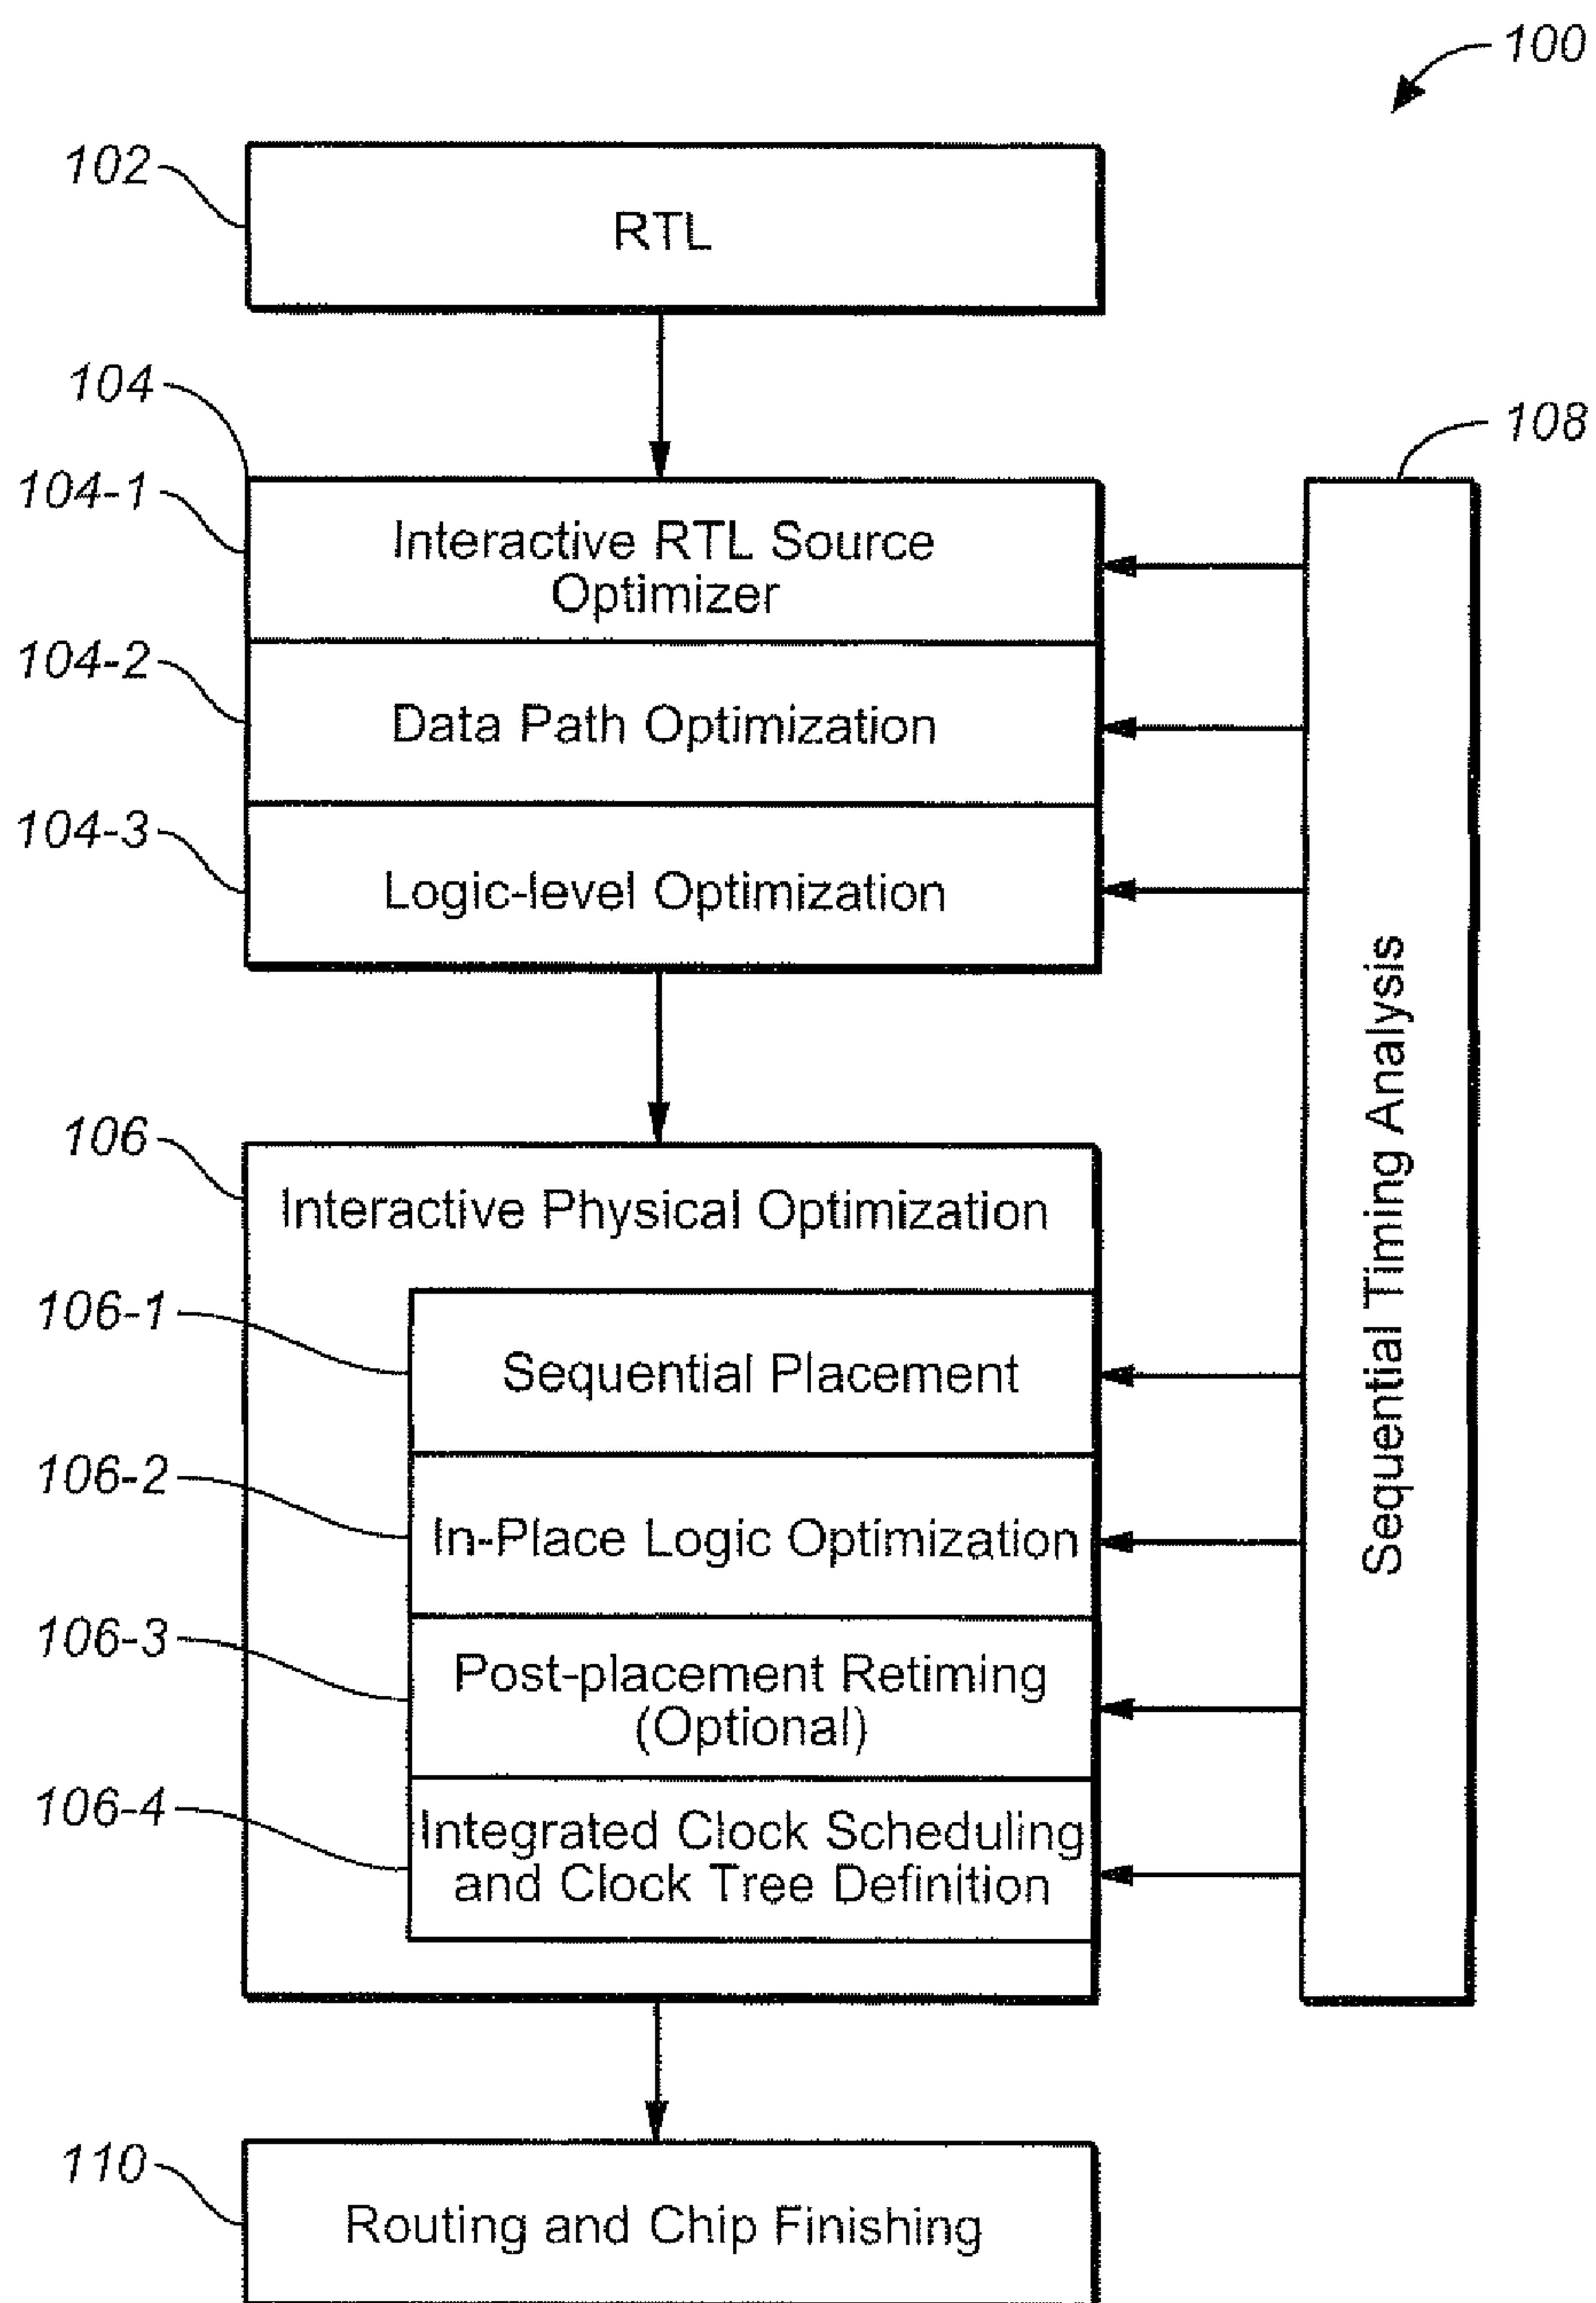 100
102
RTL
104
108
104-1
Interactive RTL Source
Optimizer
104-2
Data Path Optimization
104-3
Logic-level Optimization
Sequential Timing Analysis
106
Interactive Physical Optimization
106-1
Sequential Placement
106-2
In-Place Logic Optimization
106-3
Post-placement Retiming
(Optional)
106-4
Integrated Clock Scheduling
and Clock Tree Definition
110
Routing and Chip Finishing